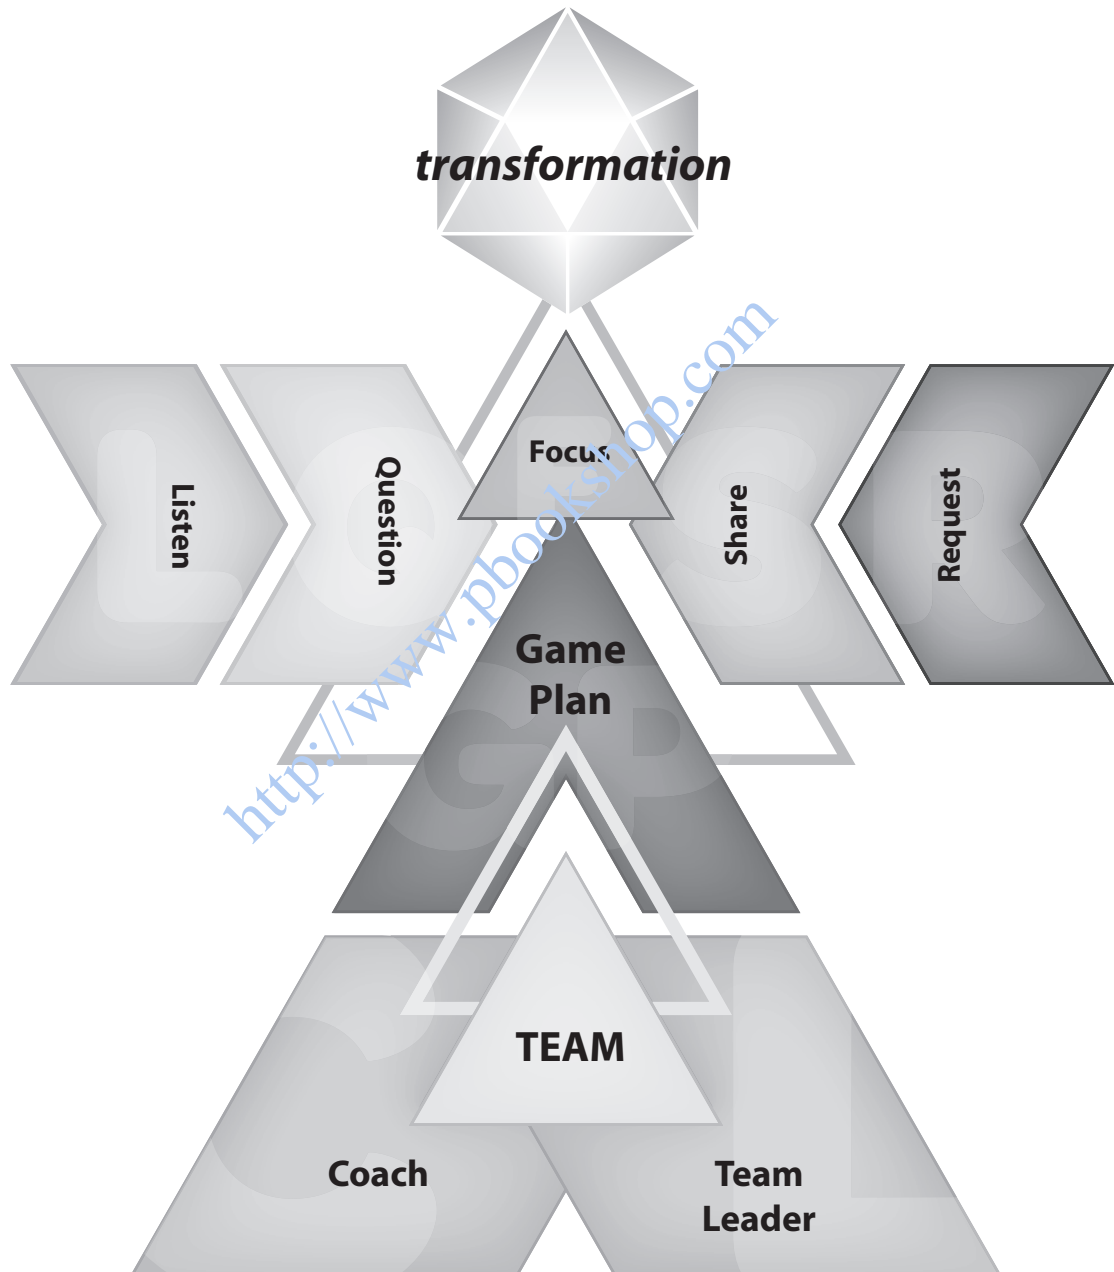 transformation
Focus
Listen
Question
Share
Request
Game
Plan
TEAM
Coach
Team
Leader
L
Q
F
S
R
G P
C
L
http://www.pbookshop.com